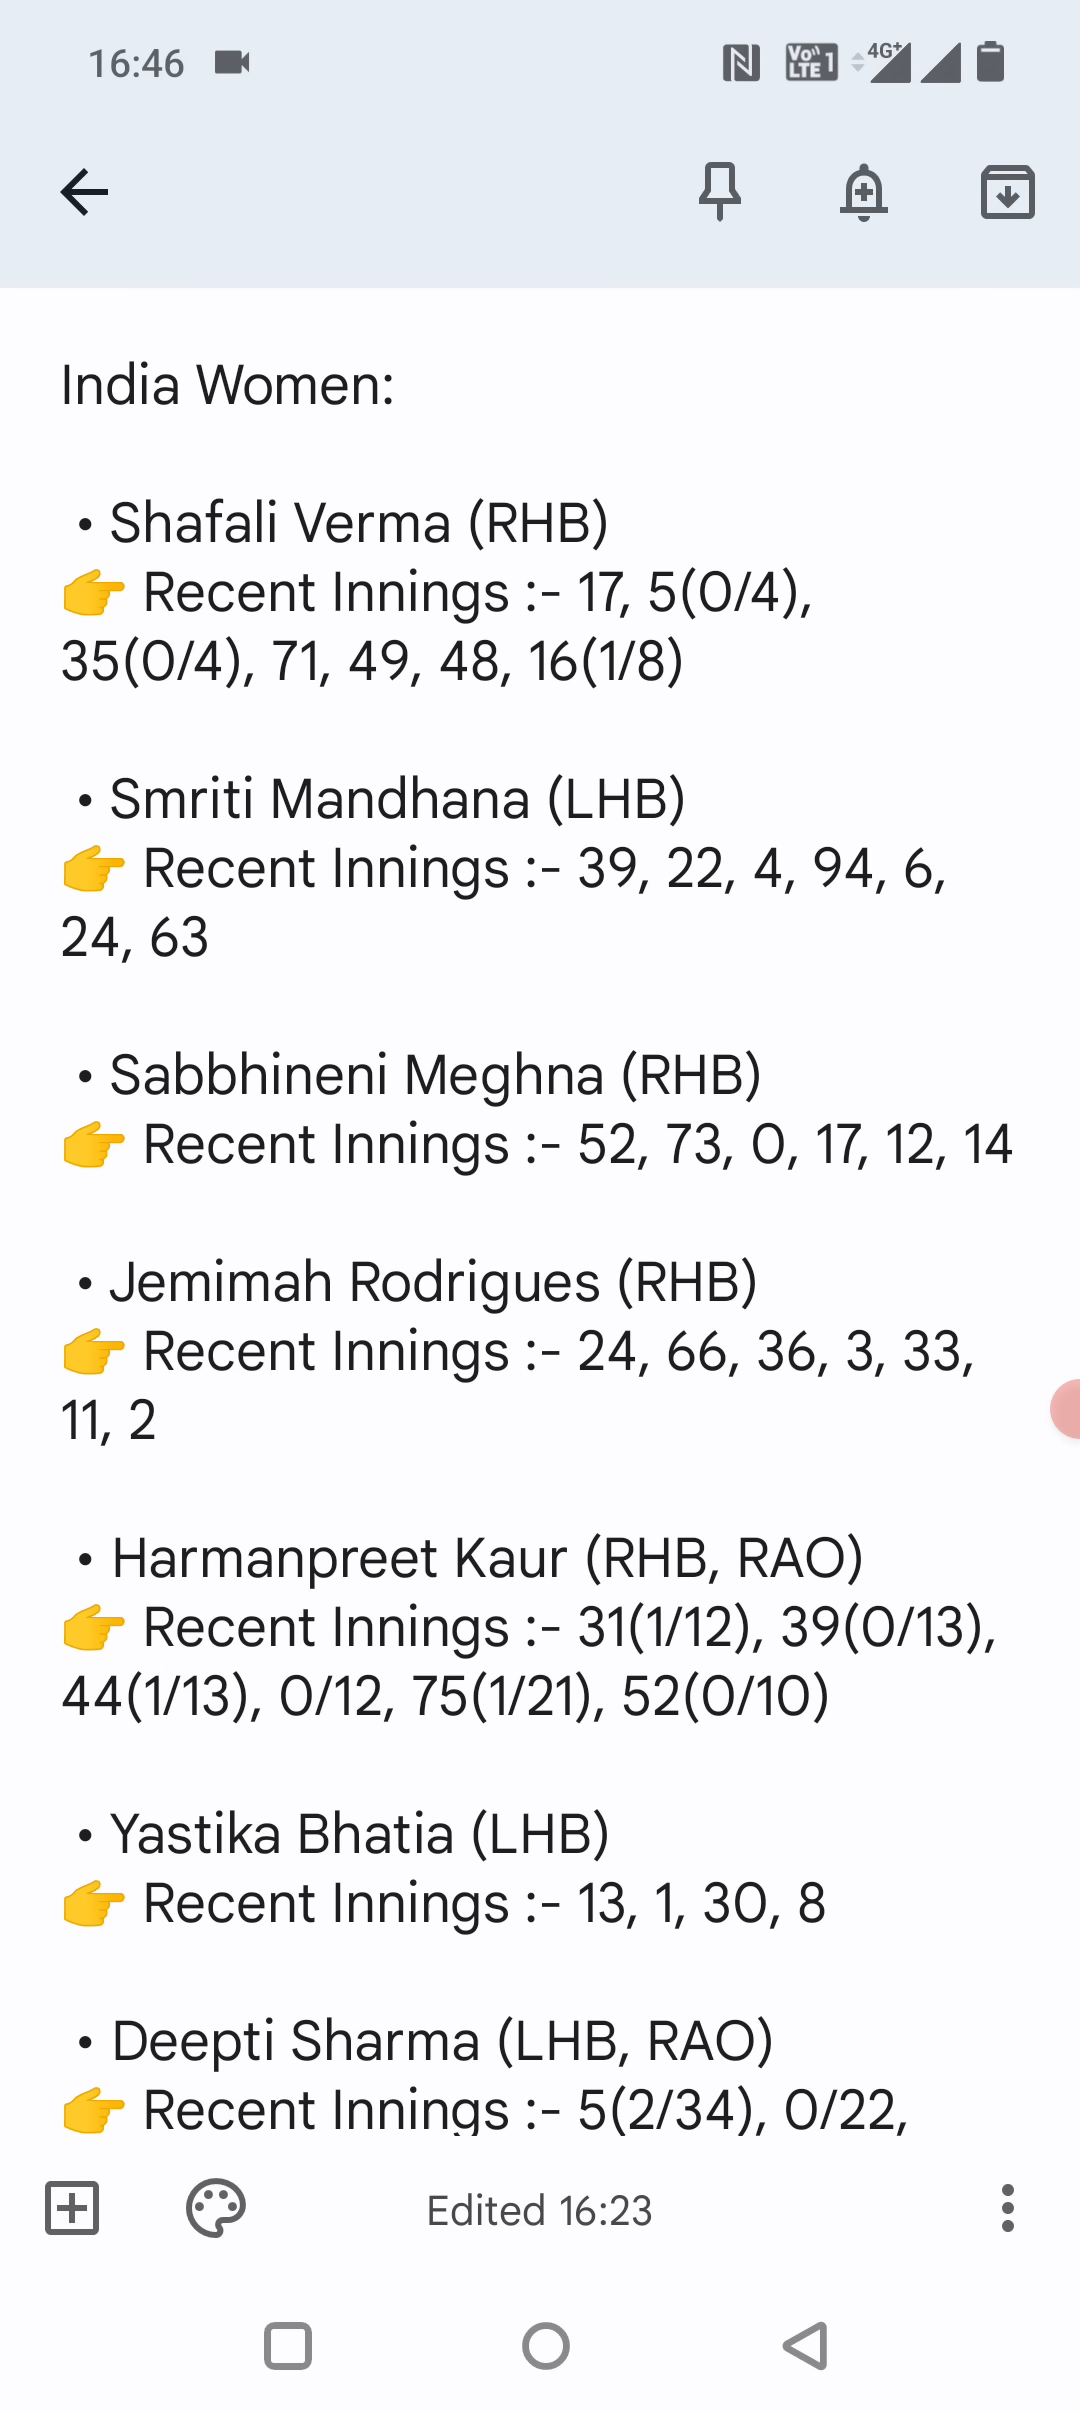 16:46
VoLTE 1 4G+
India Women:
• Shafali Verma (RHB)
👉 Recent Innings :- 17, 5(0/4),
35(0/4), 71, 49, 48, 16(1/8)
• Smriti Mandhana (LHB)
👉 Recent Innings :- 39, 22, 4, 94, 6,
24, 63
• Sabbhineni Meghna (RHB)
👉 Recent Innings :- 52, 73, 0, 17, 12, 14
• Jemimah Rodrigues (RHB)
👉 Recent Innings :- 24, 66, 36, 3, 33,
11, 2
• Harmanpreet Kaur (RHB, RAO)
👉 Recent Innings :- 31(1/12), 39(0/13),
44(1/13), 0/12, 75(1/21), 52(0/10)
• Yastika Bhatia (LHB)
👉 Recent Innings :- 13, 1, 30, 8
• Deepti Sharma (LHB, RAO)
👉 Recent Innings :- 5(2/34), 0/22,
Edited 16:23